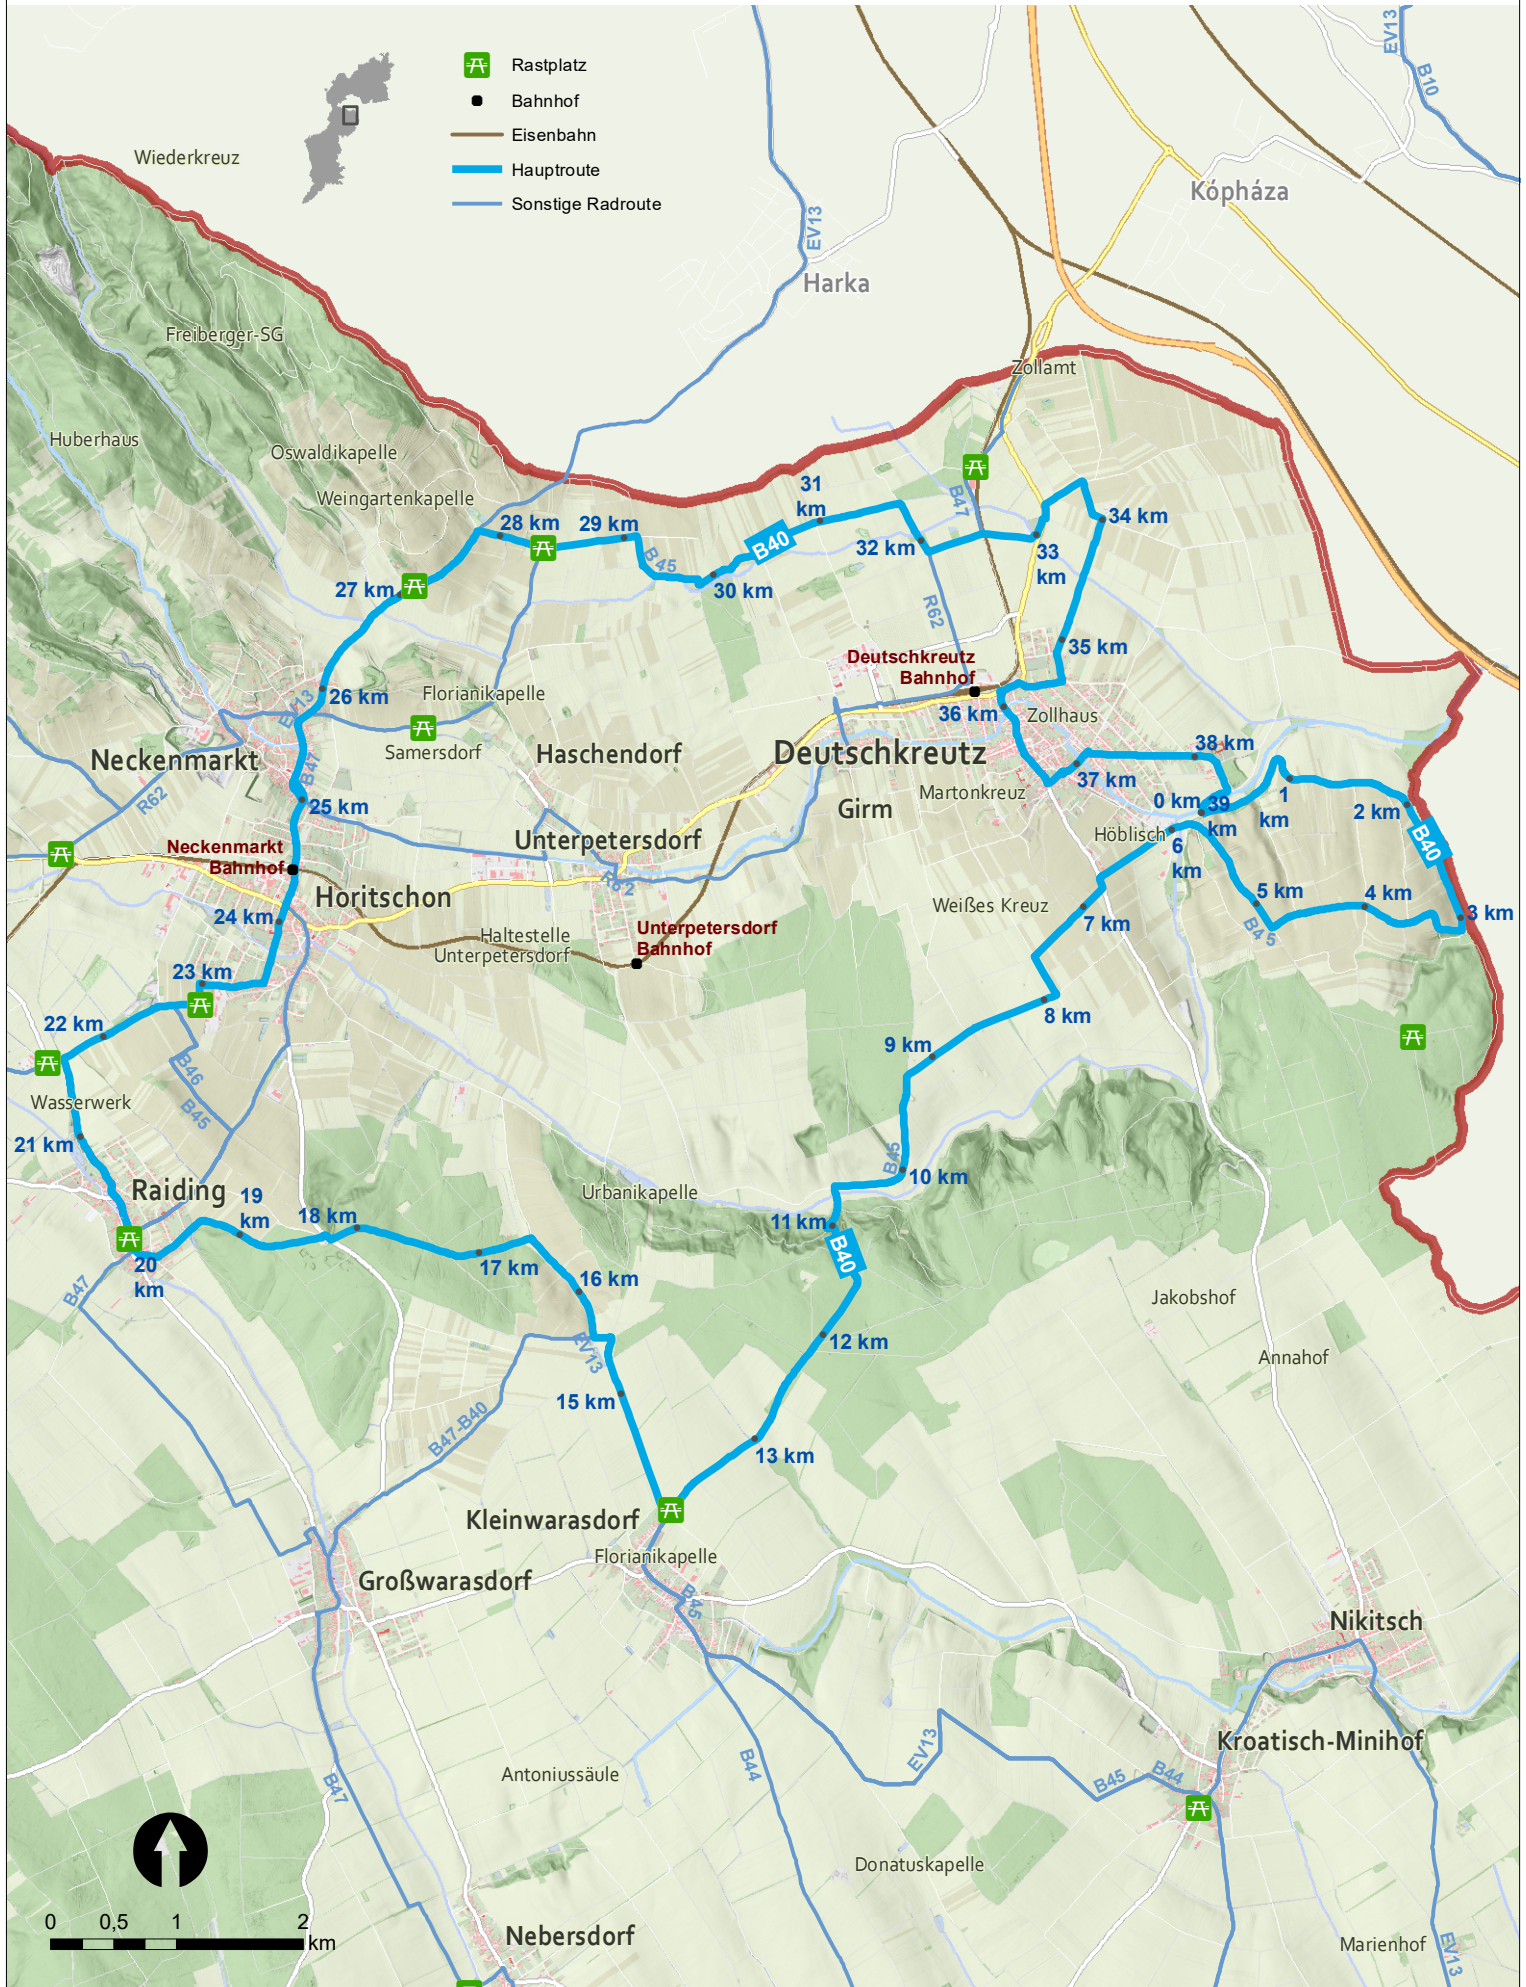 Rastplatz
Bahnhof
Eisenbahn
Hauptroute
Sonstige Radroute
EV13
B10
Wiederkreuz
Kópháza
EV13
Harka
Freiberger-SG
Zollamt
Huberhaus
Oswaldikapelle
Weingartenkapelle
31
km
B47
34 km
28 km
29 km
B40
32 km
33
km
B45
27 km
30 km
R62
35 km
Deutschkreutz
Bahnhof
26 km
Florianikapelle
EV13
36 km
Zollhaus
Samersdorf
Haschendorf
Deutschkreutz
38 km
Neckenmarkt
B47
37 km
R62
25 km
Martonkreuz
0 km
39
km
1
km
2 km
Girm
Höblisch
B40
Unterpetersdorf
Neckenmarkt
Bahnhof
6
km
R62
Horitschon
5 km
4 km
3 km
24 km
Weißes Kreuz
7 km
Haltestelle
Unterpetersdorf
Unterpetersdorf
Bahnhof
B45
23 km
22 km
8 km
9 km
B46
Wasserwerk
B45
21 km
B45
10 km
Raiding
Urbanikapelle
19
km
18 km
11 km
B40
17 km
20
km
16 km
B47
Jakobshof
12 km
EV13
Annahof
15 km
B47-B40
13 km
Kleinwarasdorf
Florianikapelle
Großwarasdorf
B45
Nikitsch
Kroatisch-Minihof
EV13
B44
Antoniussäule
B45
B44
B47
Donatuskapelle
0 0,5 1 2
km
Nebersdorf
Marienhof
EV13